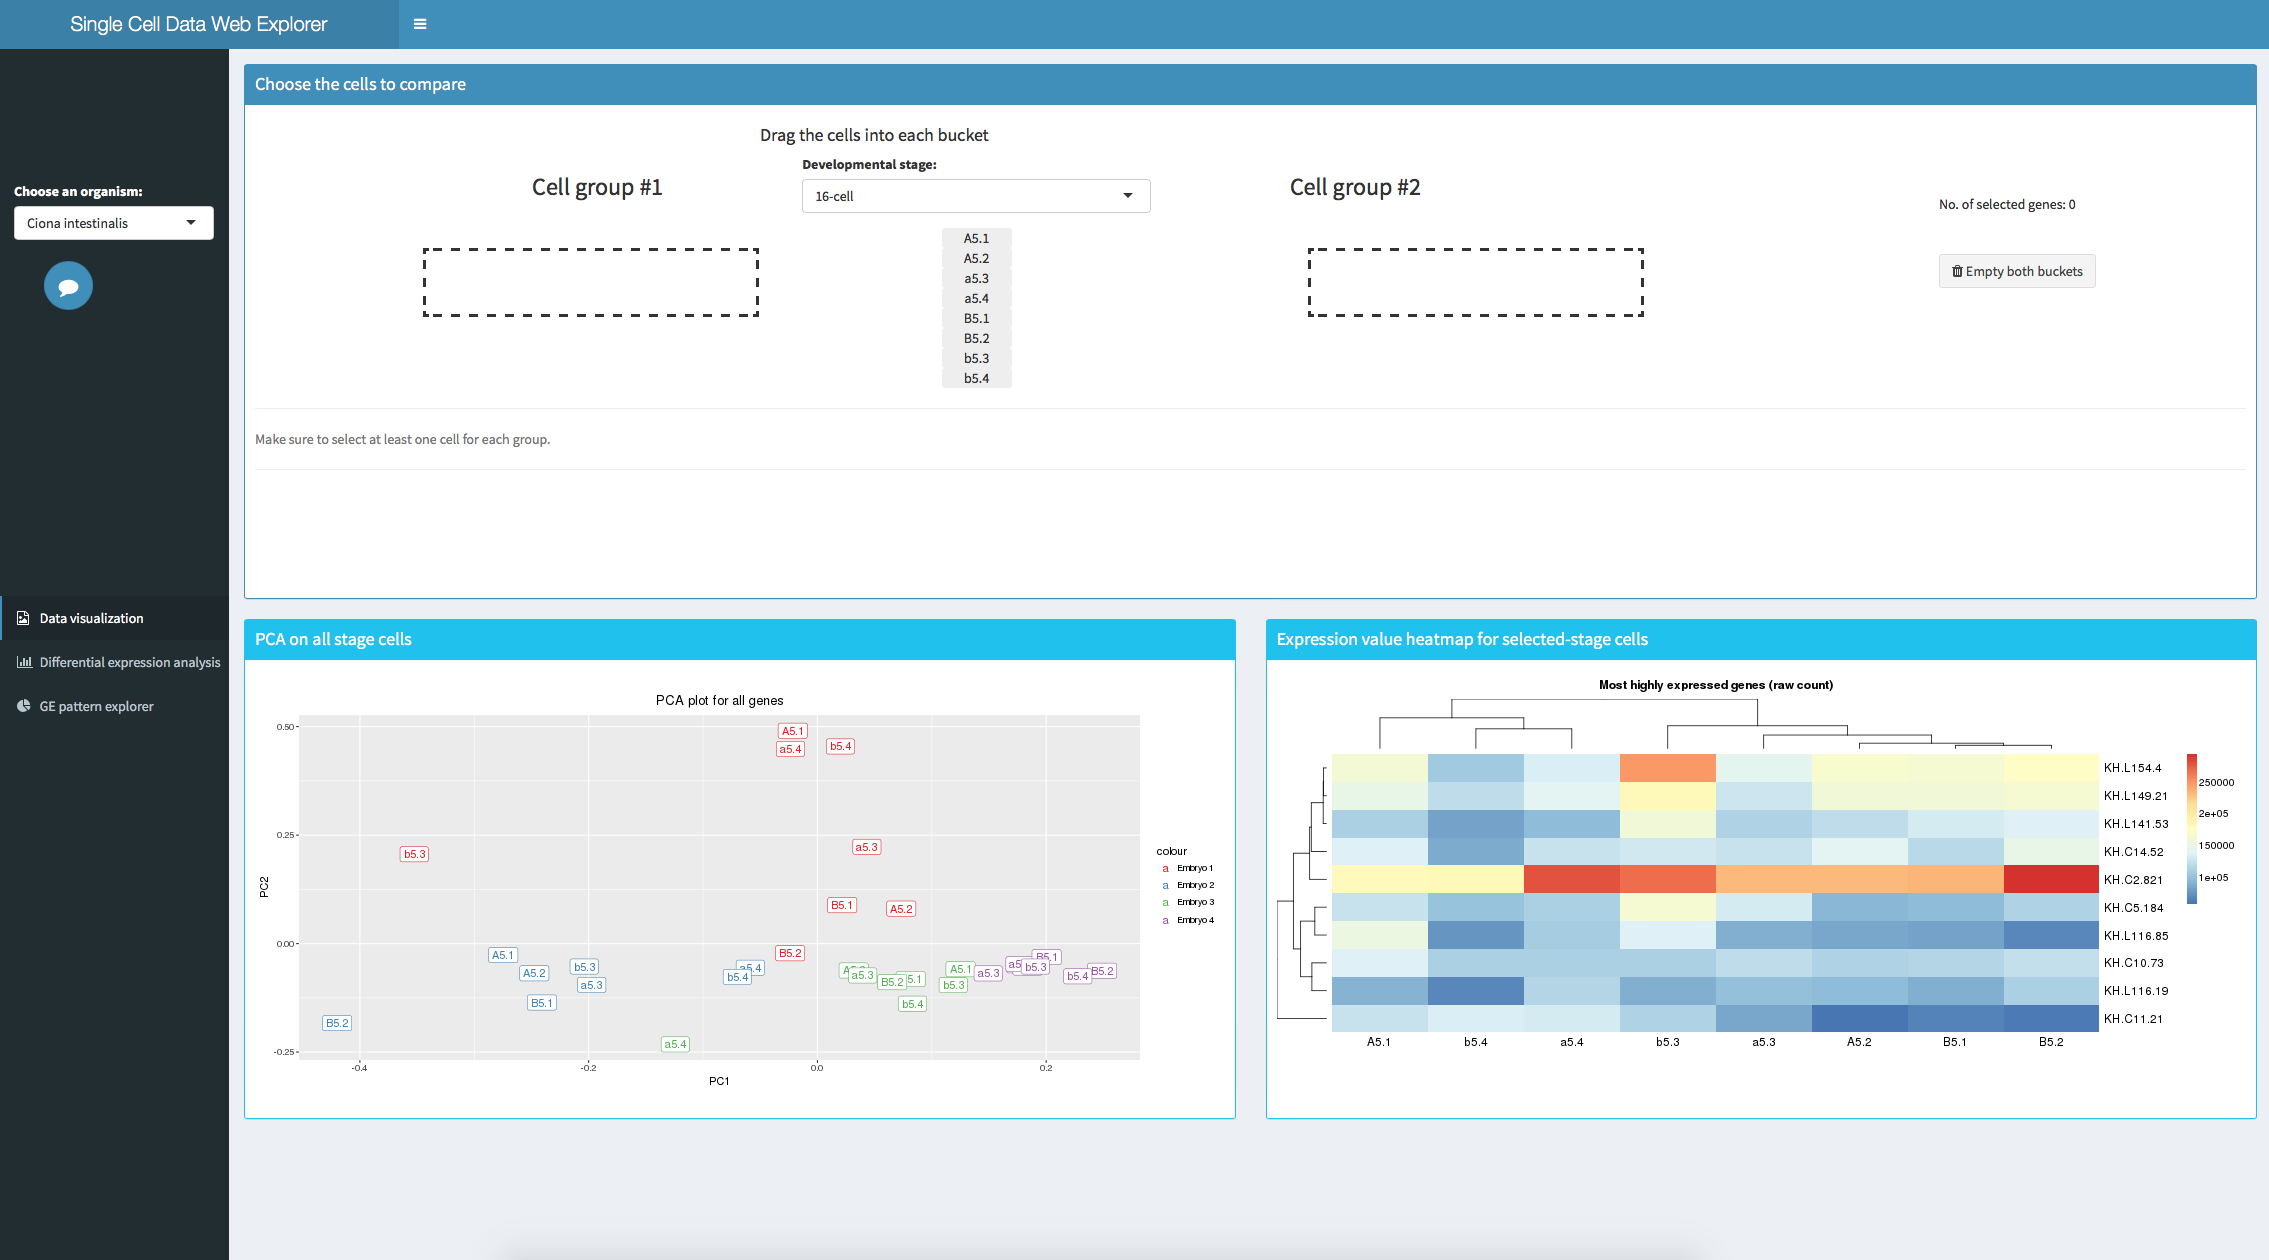 Single Cell Data Web Explorer
Choose an organism:
Ciona intestinalis
Data visualization
Differential expression analysis
GE pattern explorer
Choose the cells to compare
Drag the cells into each bucket
Developmental stage:
Cell group #1
16-cell
Cell group #2
No. of selected genes: 0
Empty both buckets
A5.1
A5.2
a5.3
a5.4
B5.1
B5.2
b5.3
b5.4
Make sure to select at least one cell for each group.
PCA on all stage cells
PCA plot for all genes
0.50
0.25
0.00
-0.25
PC2
A5.1
a5.4
b5.4
b5.3
a5.3
B5.1
A5.2
B5.2
A5.1
A5.2
b5.3
a5.3
B5.1
B5.2
a5.4
b5.4
a5.3
B5.2
5.1
A5.1
b5.3
b5.4
a5.4
a5.3
a5
B5.1
b5.3
b5.4
B5.2
-0.4
-0.2
0.0
0.2
PC1
colour
a Embryo 1
a Embryo 2
a Embryo 3
a Embryo 4
Expression value heatmap for selected-stage cells
Most highly expressed genes (raw count)
KH.L154.4
KH.L149.21
KH.L141.53
KH.C14.52
KH.C2.821
KH.C5.184
KH.L116.85
KH.C10.73
KH.L116.19
KH.C11.21
250000
2e+05
150000
1e+05
A5.1
b5.4
a5.4
b5.3
a5.3
A5.2
B5.1
B5.2